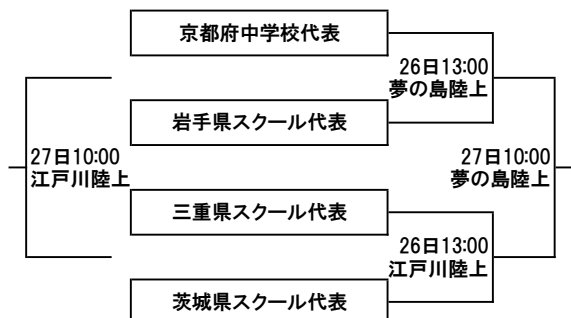 京都府中学校代表
26日13:00
夢の島陸上
岩手県スクール代表
27日10:00
江戸川陸上
27日10:00
夢の島陸上
三重県スクール代表
26日13:00
江戸川陸上
茨城県スクール代表